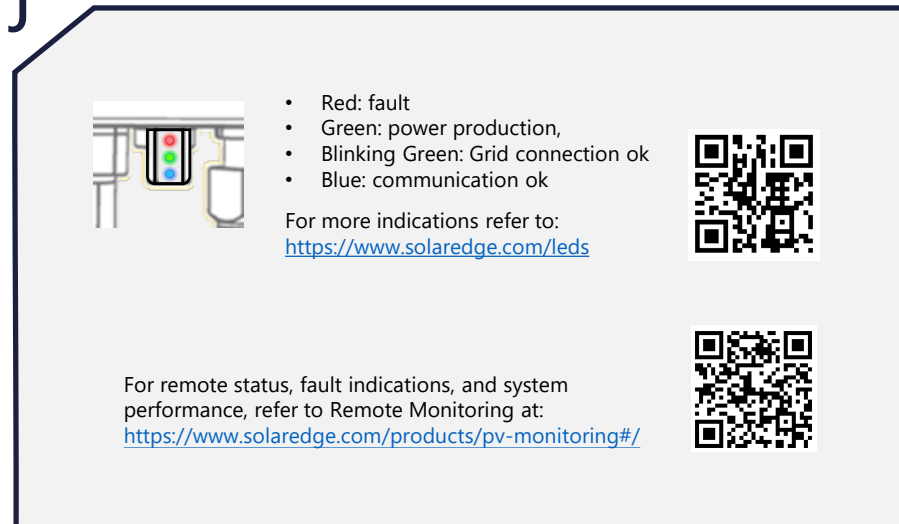 • Red: fault
• Green: power production,
• Blinking Green: Grid connection ok
• Blue: communication ok
For more indications refer to:
https://www.solaredge.com/leds
For remote status, fault indications, and system
performance, refer to Remote Monitoring at:
https://www.solaredge.com/products/pv-monitoring#/